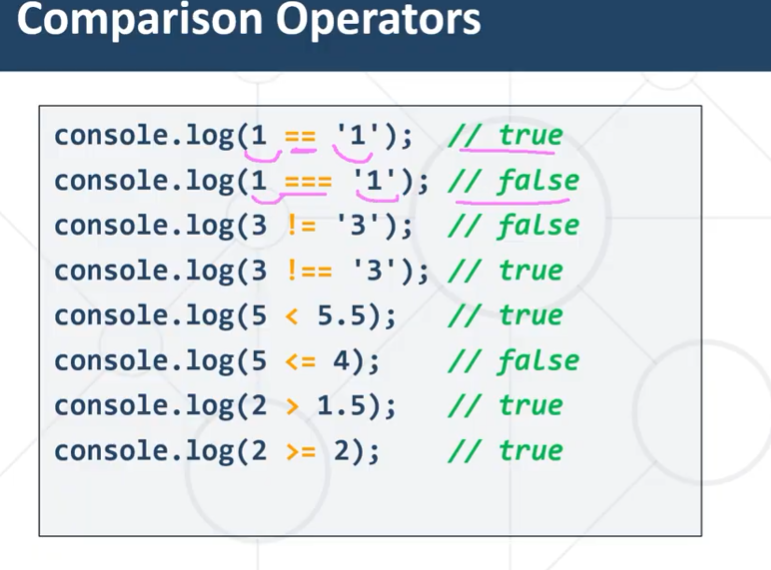 Comparison Operators
console.log(1 == '1');  // true
console.log(1 === '1'); // false
console.log(3 != '3');  // false
console.log(3 !== '3'); // true
console.log(5 < 5.5);   // true
console.log(5 <= 4);    // false
console.log(2 > 1.5);   // true
console.log(2 >= 2);    // true